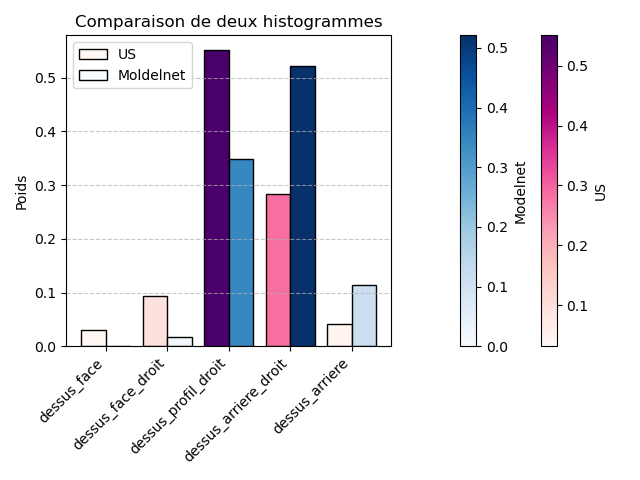 Comparaison de deux histogrammes
US
Moldelnet
Poids
0.5
0.4
0.3
0.2
0.1
0.0
dessus_face
dessus_face_droit
dessus_profil_droit
dessus_arriere_droit
dessus_arriere
0.5
0.4
0.3
0.2
0.1
0.0
Modelnet
0.5
0.4
0.3
0.2
0.1
US